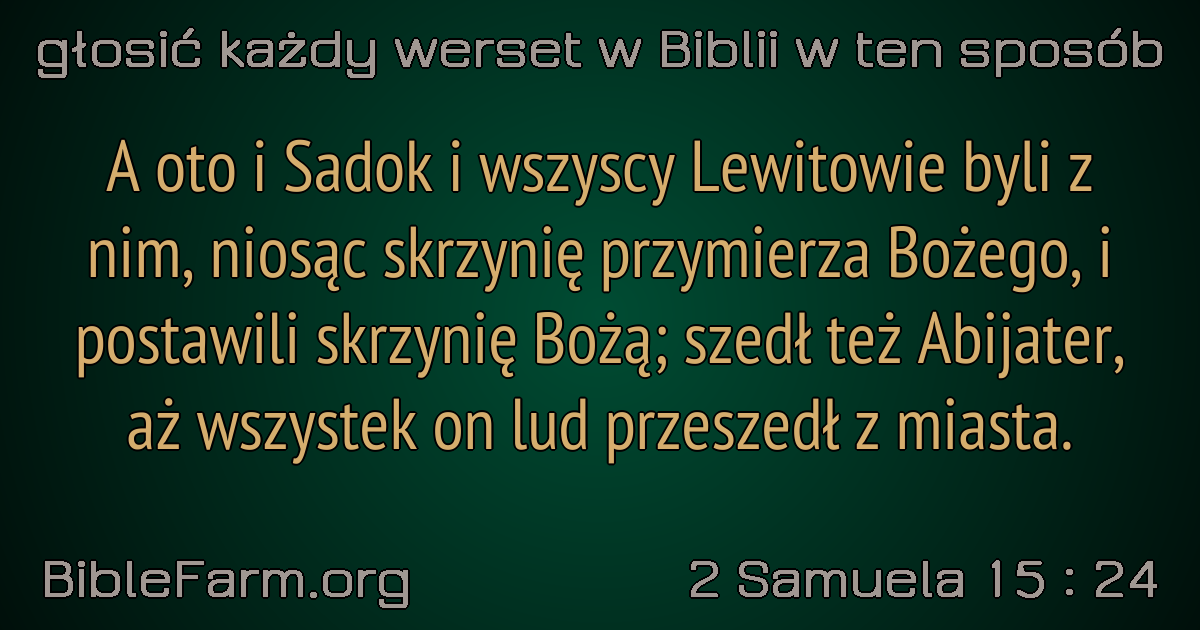 głosić każdy werset w Biblii w ten sposób
A oto i Sadok i wszyscy Lewitowie byli z
nim, niosąc skrzynię przymierza Bożego, i
postawili skrzynię Bożą; szedł też Abijater,
aż wszystek on lud przeszedł z miasta.
BibleFarm.org
2 Samuela 15 : 24